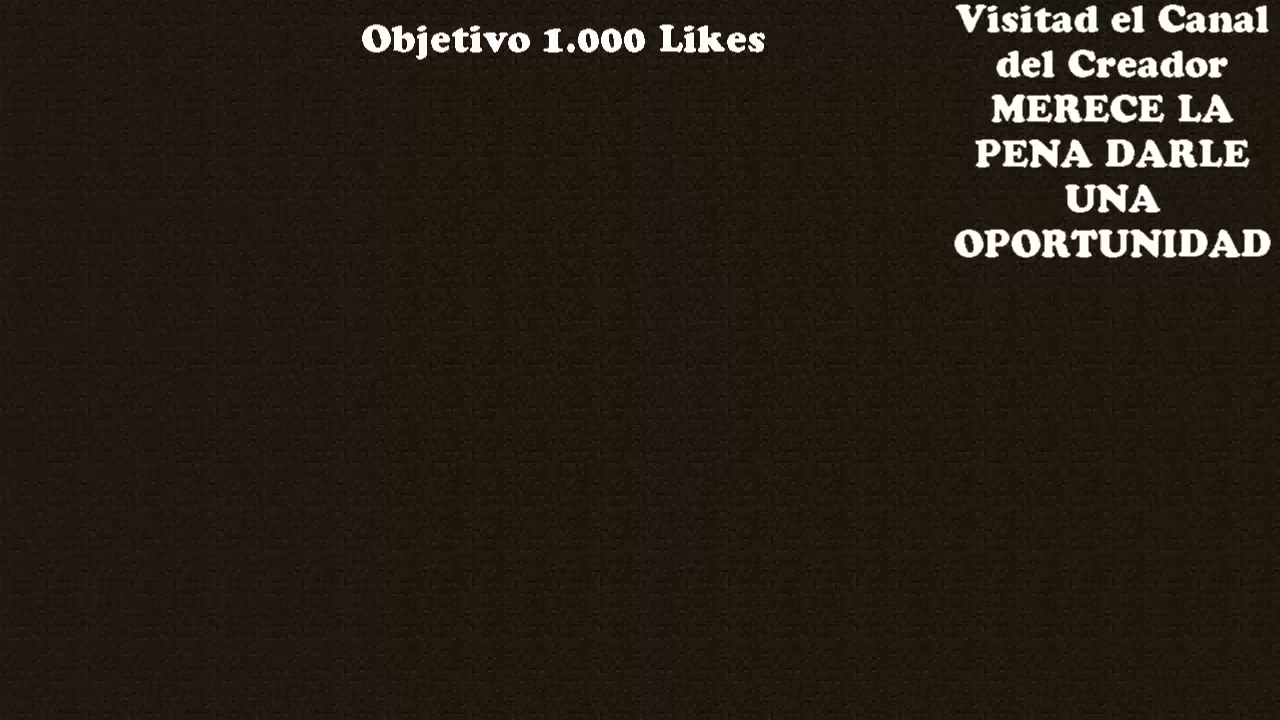 Objetivo 1.000 Likes
Visitad el Canal
del Creador
MERECE LA
PENA DARLE
UNA
OPORTUNIDAD